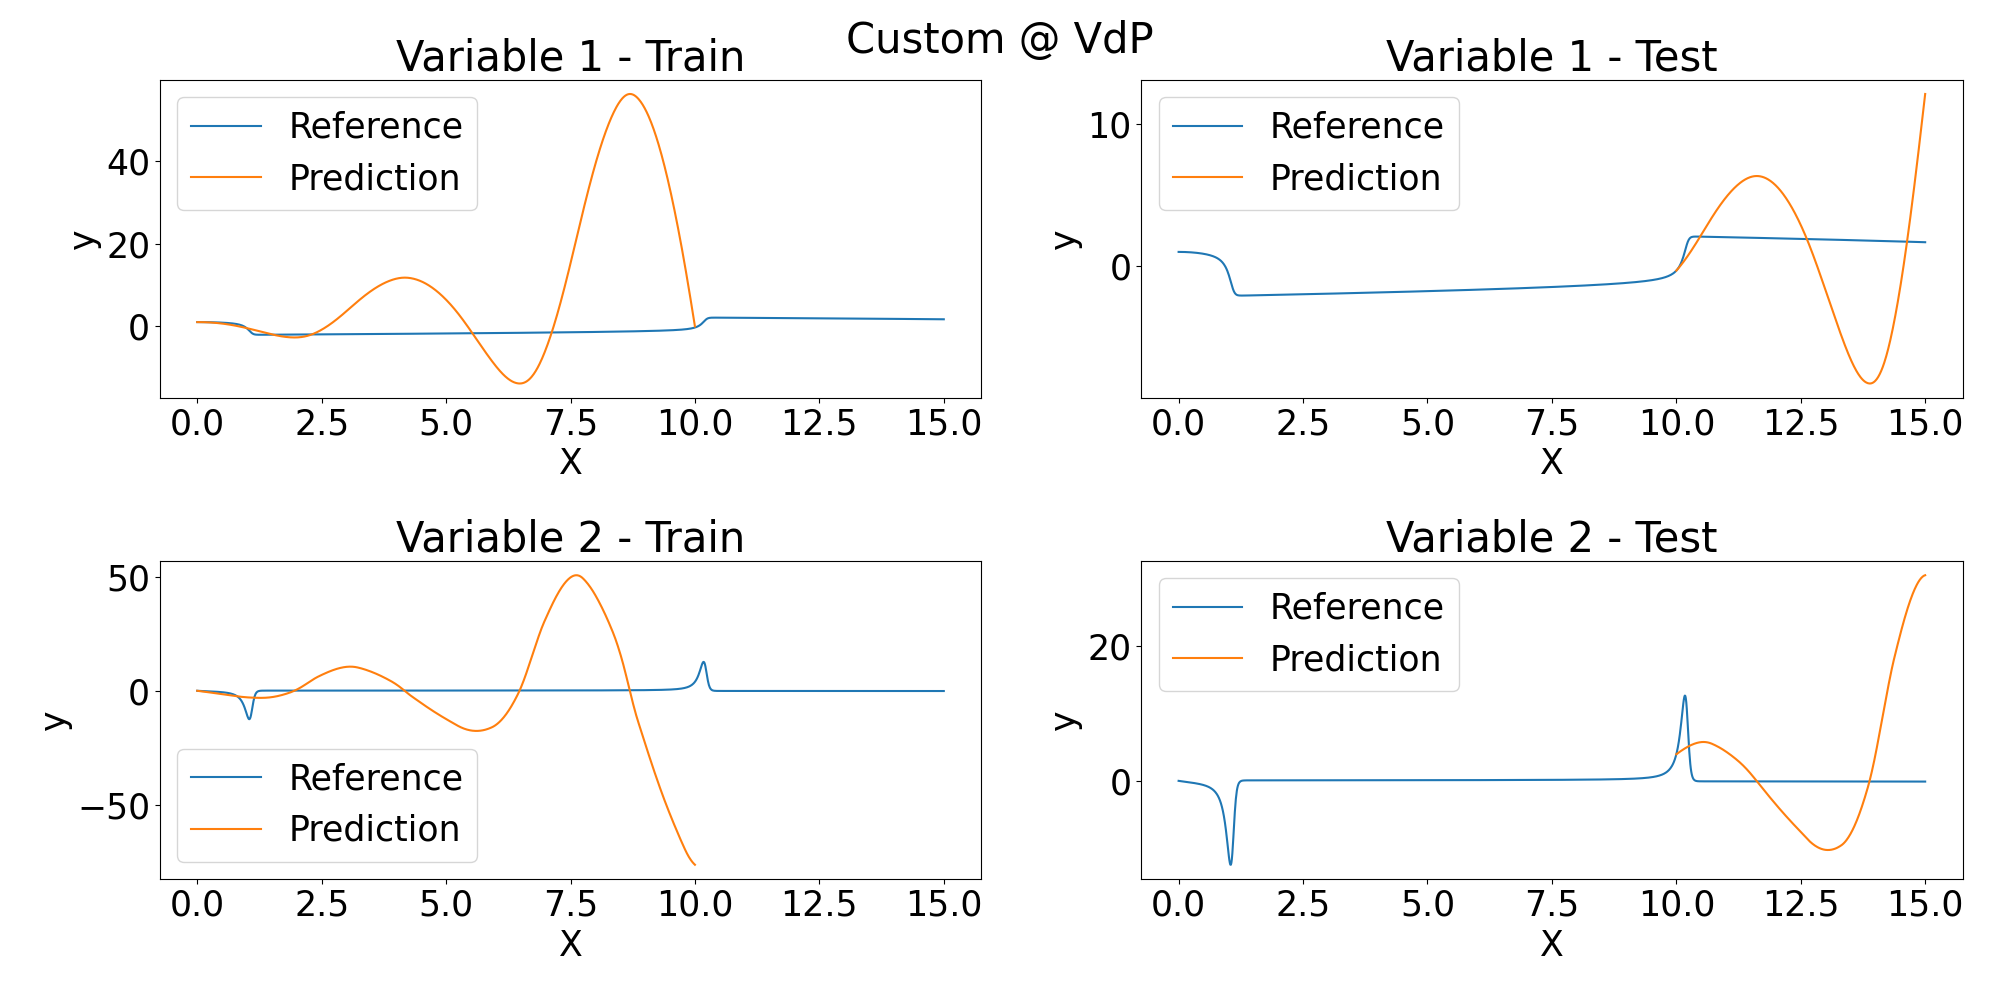 Custom @ VdP
Variable 1 - Train
Reference
Prediction
y
40
20
0
0.0 2.5 5.0 7.5 10.0 12.5 15.0
X
Variable 1 - Test
Reference
Prediction
y
10
0
0.0 2.5 5.0 7.5 10.0 12.5 15.0
X
Variable 2 - Train
Reference
Prediction
y
50
0
−50
0.0 2.5 5.0 7.5 10.0 12.5 15.0
X
Variable 2 - Test
Reference
Prediction
y
20
0
0.0 2.5 5.0 7.5 10.0 12.5 15.0
X